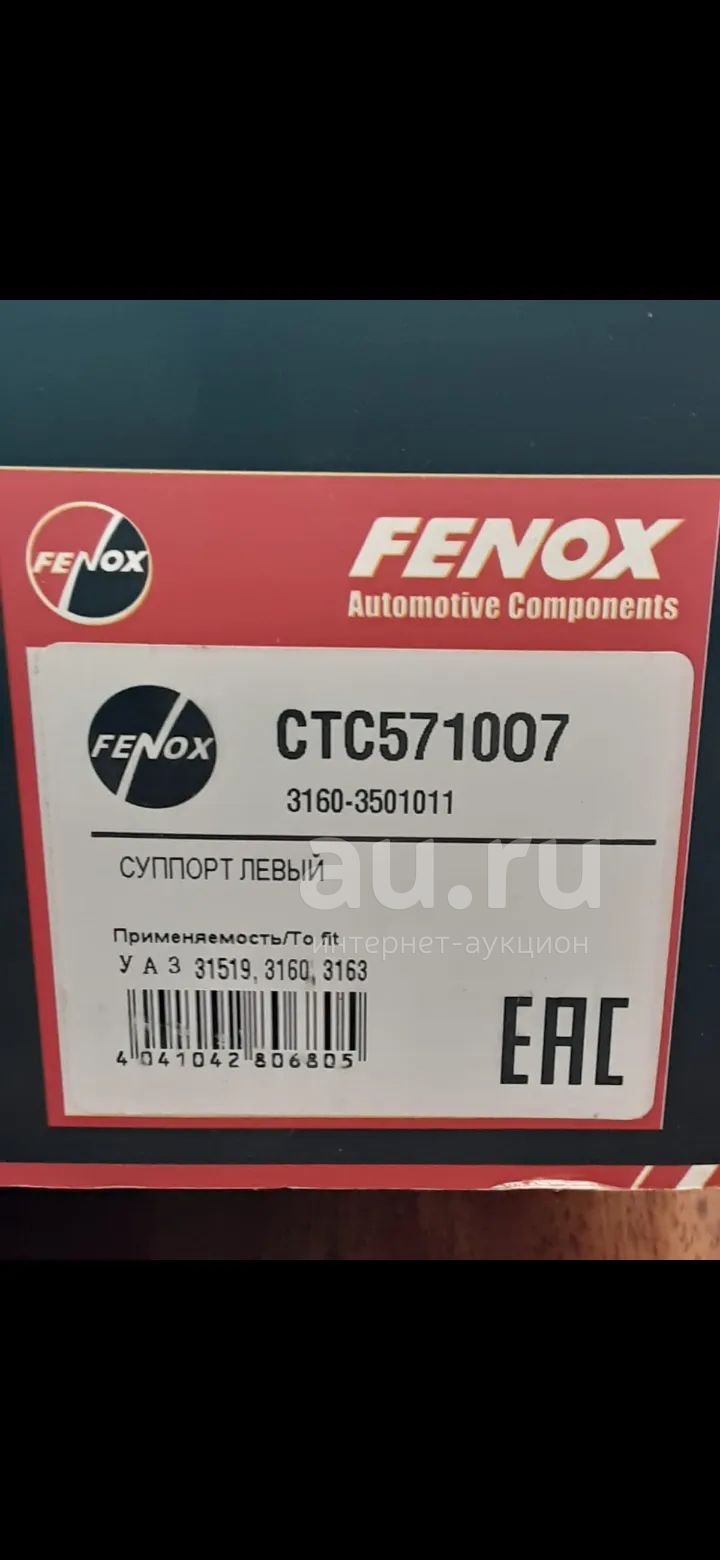 FENOX
FENOX
Automotive Components
FENOX
CTC571007
3160-3501011
СУППОРТ ЛЕВЫЙ
au.ru
интернет-аукцион
Применяемость/To fit
УАЗ 31519, 3160, 3163
4 041042 806805
EAC